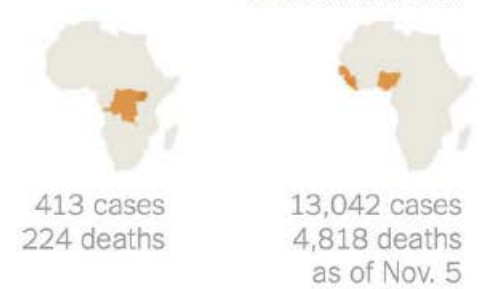 413 cases
224 deaths
13,042 cases
4,818 deaths
as of Nov. 5